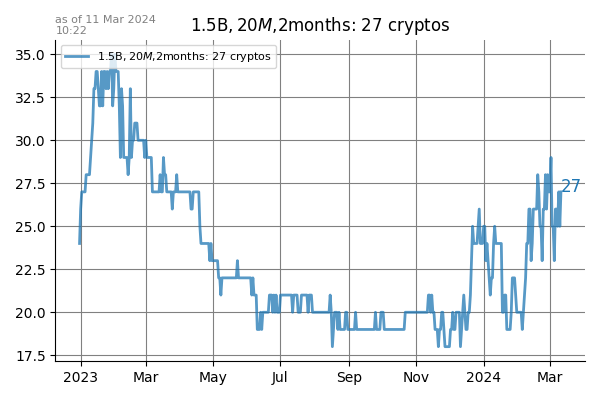 as of 11 Mar 2024
10:22
1.5B, 20M,2months: 27 cryptos
1.5B, 20M,2months: 27 cryptos
35.0
32.5
30.0
27.5
25.0
22.5
20.0
17.5
27
2023
Mar
May
Jul
Sep
Nov
2024
Mar